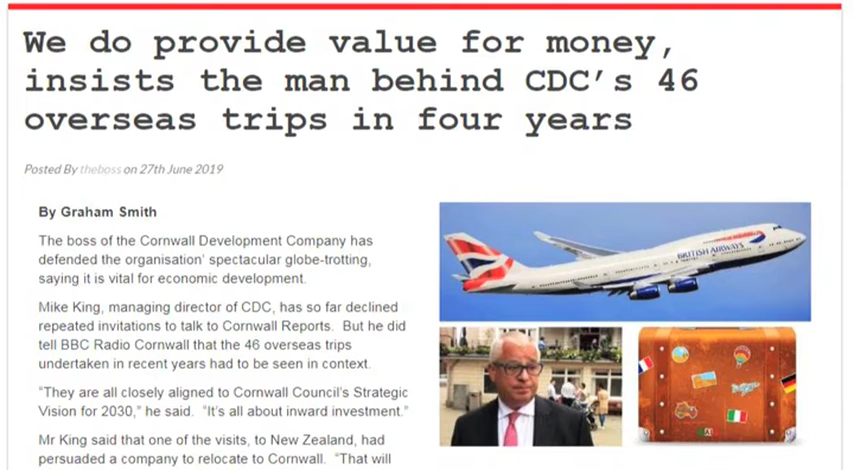 We do provide value for money,
insists the man behind CDC's 46
overseas trips in four years
Posted By theboss on 27th June 2019
By Graham Smith
The boss of the Cornwall Development Company has
defended the organisation' spectacular globe-trotting,
saying it is vital for economic development.
Mike King, managing director of CDC, has so far declined
repeated invitations to talk to Cornwall Reports. But he did
tell BBC Radio Cornwall that the 46 overseas trips
undertaken in recent years had to be seen in context.
"They are all closely aligned to Cornwall Council's Strategic
Vision for 2030," he said. "It's all about inward investment."
Mr King said that one of the visits, to New Zealand, had
persuaded a company to relocate to Cornwall. "That will
BRITISH AIRWAYS